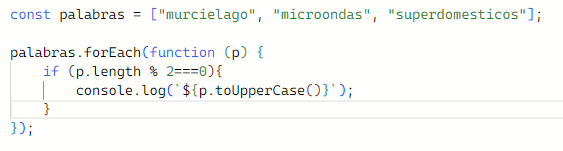 const palabras = ["murcielago", "microondas", "superdomesticos"];
palabras.forEach(function (p) {
    if (p.length % 2===0){
        console.log(`${p.toUpperCase()}`);
    }
});